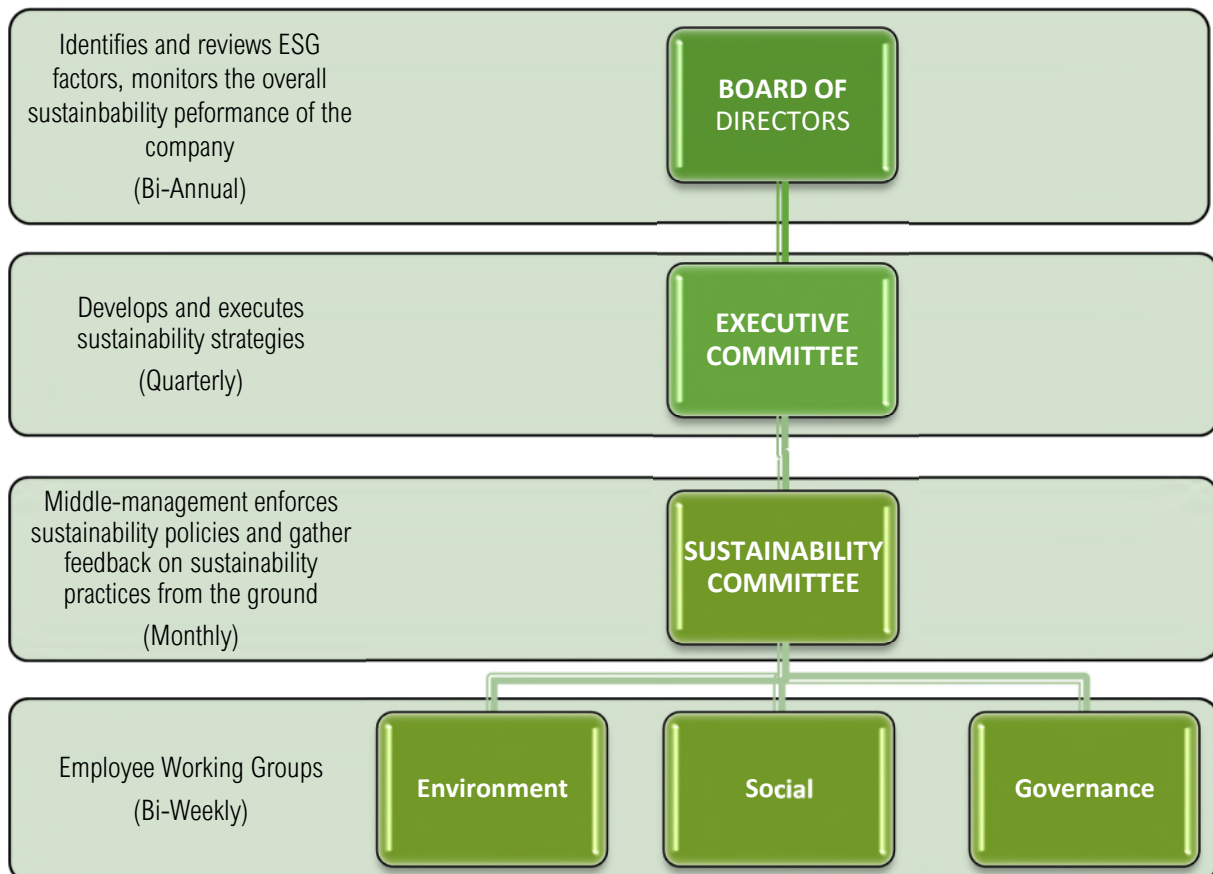 Identifies and reviews ESG
factors, monitors the overall
sustainbability peformance of the
company
(Bi-Annual)
BOARD OF
DIRECTORS
Develops and executes
sustainability strategies
(Quarterly)
EXECUTIVE
COMMITTEE
Middle-management enforces
sustainability policies and gather
feedback on sustainability
practices from the ground
(Monthly)
SUSTAINABILITY
COMMITTEE
Employee Working Groups
(Bi-Weekly)
Environment
Social
Governance